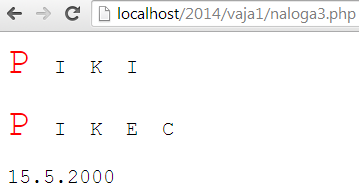 localhost/2014/vaja1/naloga3.php
P I K I
P I K E C
15.5.2000